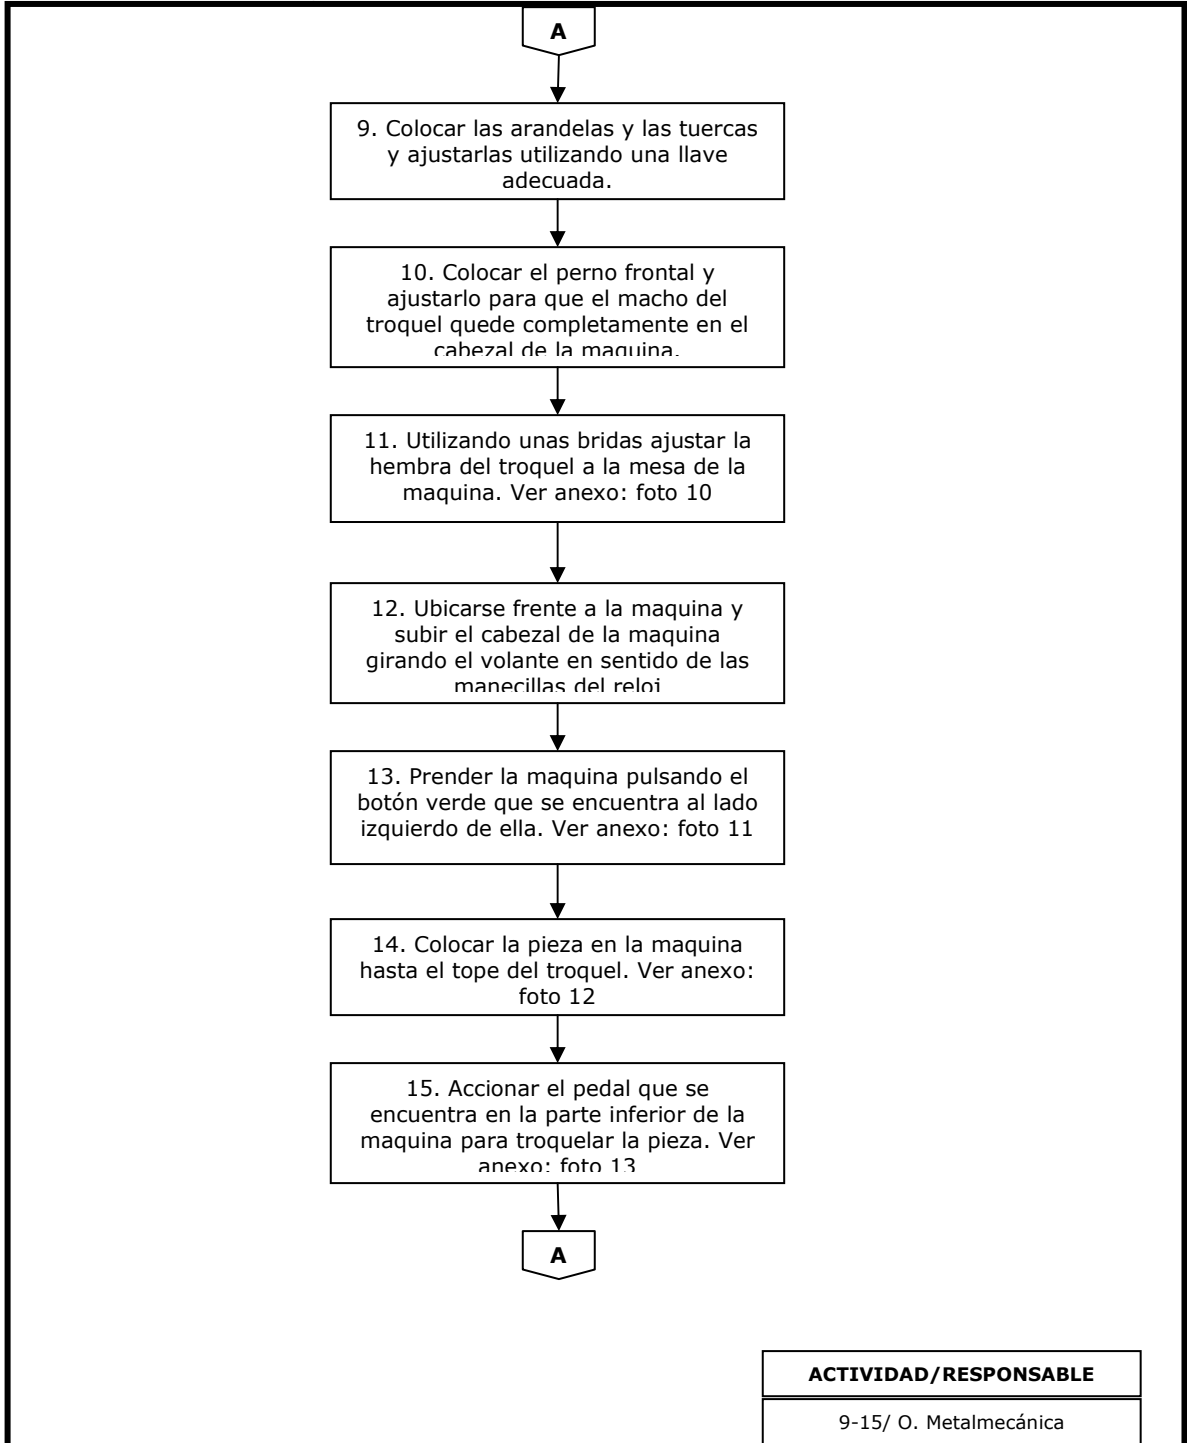 A
9. Colocar las arandelas y las tuercas
y ajustarlas utilizando una llave
adecuada.
10. Colocar el perno frontal y
ajustarlo para que el macho del
troquel quede completamente en el
cabezal de la maquina.
11. Utilizando unas bridas ajustar la
hembra del troquel a la mesa de la
maquina. Ver anexo: foto 10
12. Ubicarse frente a la maquina y
subir el cabezal de la maquina
girando el volante en sentido de las
manecillas del reloj
13. Prender la maquina pulsando el
botón verde que se encuentra al lado
izquierdo de ella. Ver anexo: foto 11
14. Colocar la pieza en la maquina
hasta el tope del troquel. Ver anexo:
foto 12
15. Accionar el pedal que se
encuentra en la parte inferior de la
maquina para troquelar la pieza. Ver
anexo: foto 13
A
ACTIVIDAD/RESPONSABLE
9-15/ O. Metalmecánica